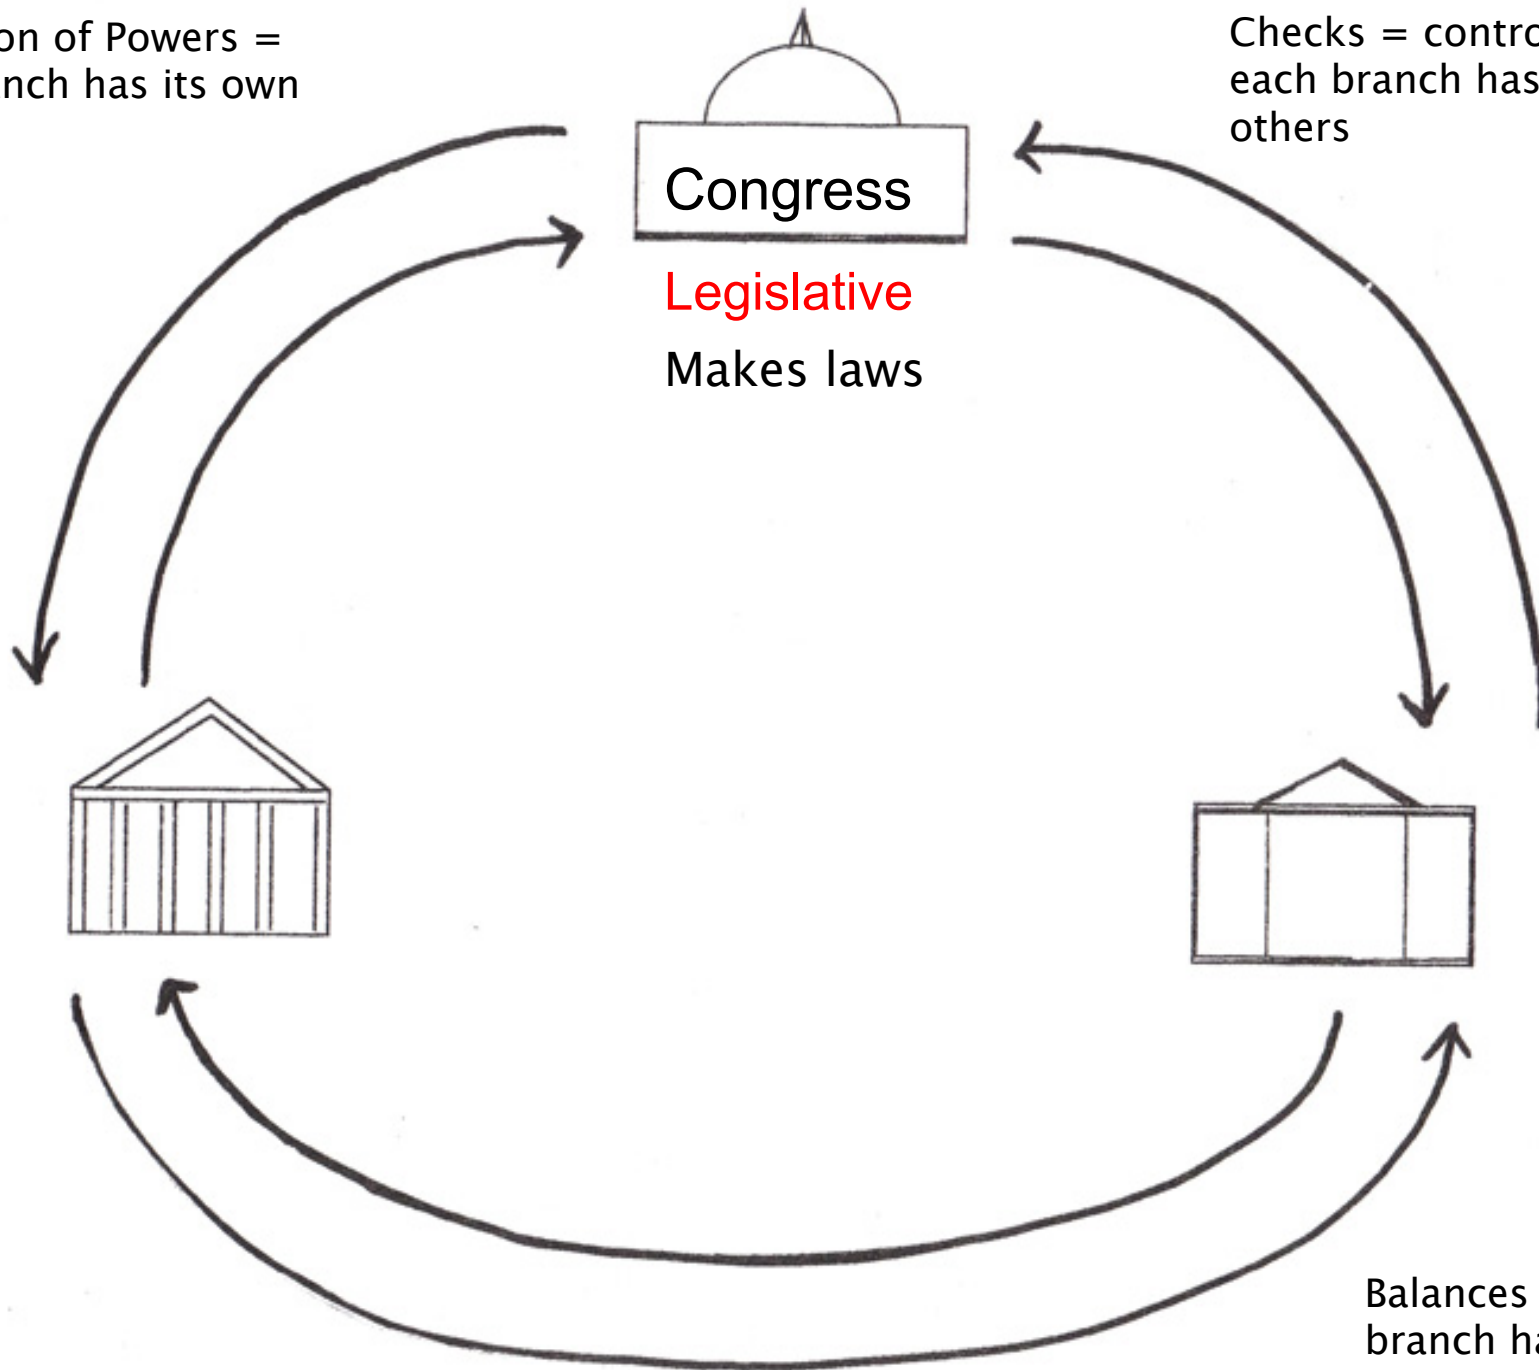 on of Powers =
nch has its own
Checks = contro
each branch has
others
Congress
Legislative
Makes laws
Balances
branch ha